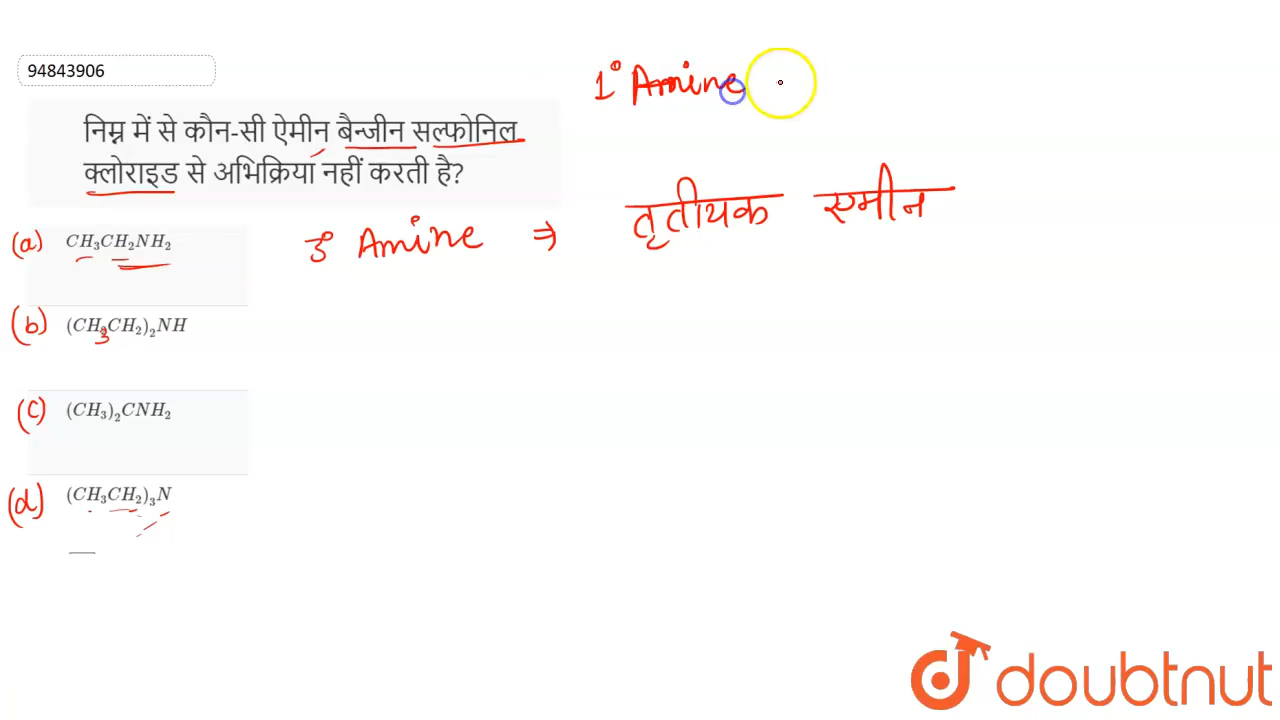 94843906
1° Amine
निम्न में से कौन-सी ऐमीन बैन्जीन सल्फोनिल
क्लोराइड से अभिक्रिया नहीं करती है?
(a) CH₃CH₂NH₂
3° Amine ⇒ तृतीयक एमीन
(b) (CH₃CH₂)₂NH
(c) (CH₃)₂CNH₂
(d) (CH₃CH₂)₃N
doubtnut